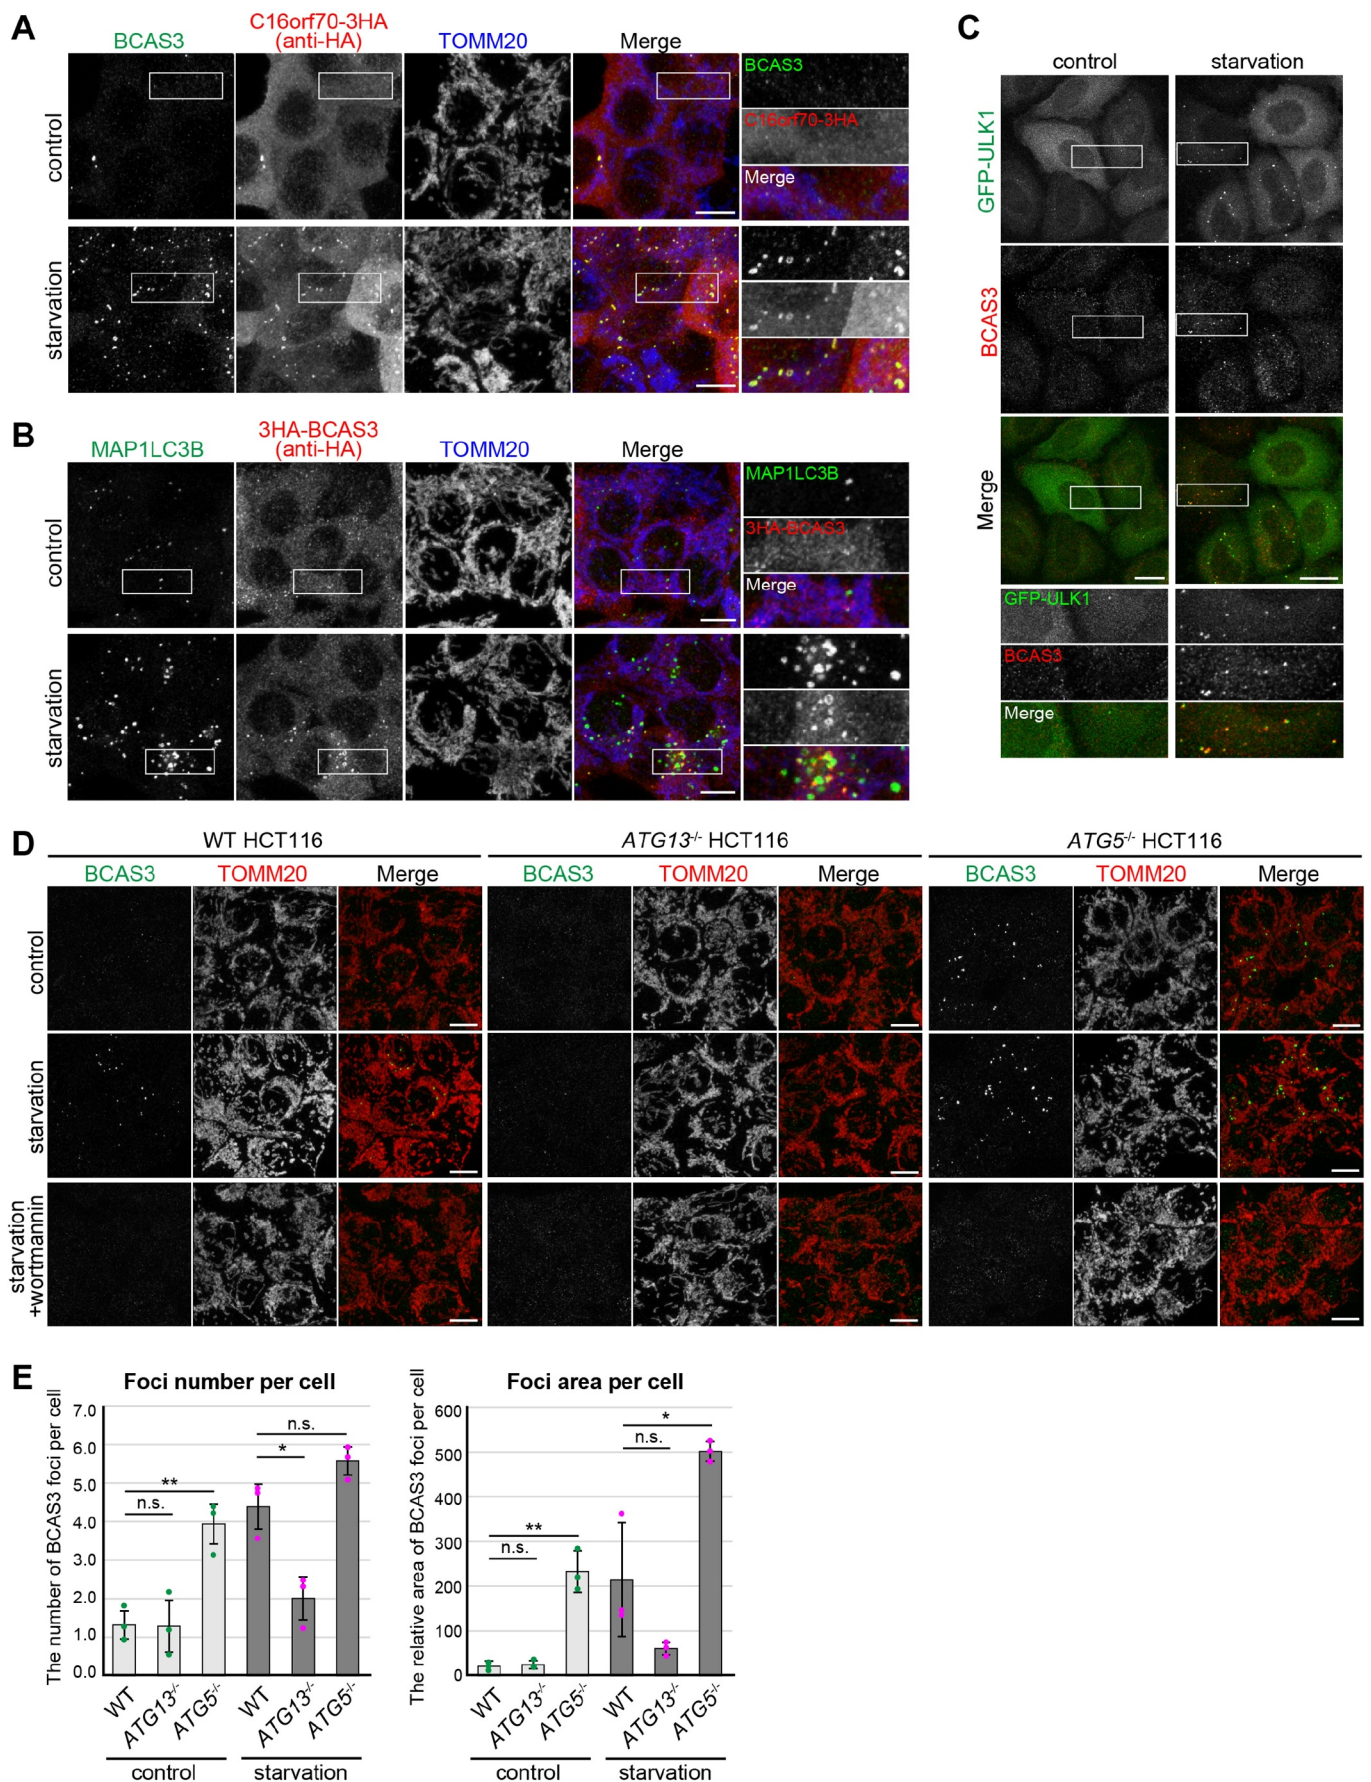 A
BCAS3
C16orf70-3HA
(anti-HA)
TOMM20
Merge
control
starvation
BCAS3
C16orf70-3HA
Merge
B
MAP1LC3B
3HA-BCAS3
(anti-HA)
TOMM20
Merge
control
starvation
MAP1LC3B
3HA-BCAS3
Merge
C
control
starvation
GFP-ULK1
BCAS3
Merge
GFP-ULK1
BCAS3
Merge
D
WT HCT116
ATG13-/- HCT116
ATG5-/- HCT116
BCAS3 TOMM20 Merge
BCAS3 TOMM20 Merge
BCAS3 TOMM20 Merge
control
starvation
starvation
+wortmannin
E
Foci number per cell
The number of BCAS3 foci per cell
7.0
6.0
5.0
4.0
3.0
2.0
1.0
0.0
n.s.
**
*
n.s.
WT
ATG13-/-
ATG5-/-
WT
ATG13-/-
ATG5-/-
control
starvation
Foci area per cell
The relative area of BCAS3 foci per cell
600
500
400
300
200
100
0
n.s.
**
n.s.
*
WT
ATG13-/-
ATG5-/-
WT
ATG13-/-
ATG5-/-
control
starvation